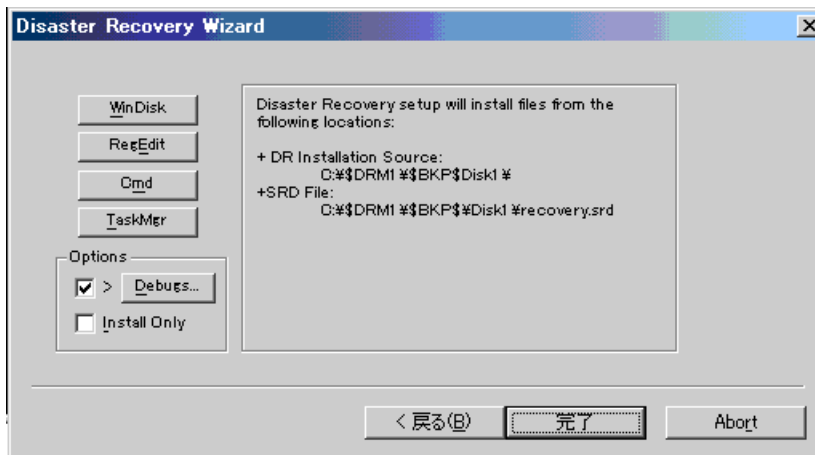 Disaster Recovery Wizard
WinDisk
RegEdit
Cmd
TaskMgr
Options
> Debugs...
Install Only
Disaster Recovery setup will install files from the
following locations:
+ DR Installation Source:
C:¥$DRM1 ¥$BKP$Disk1 ¥
+SRD File:
C:¥$DRM1 ¥$BKP$¥Disk1 ¥recovery.srd
< 戻る(B)
完了
Abort